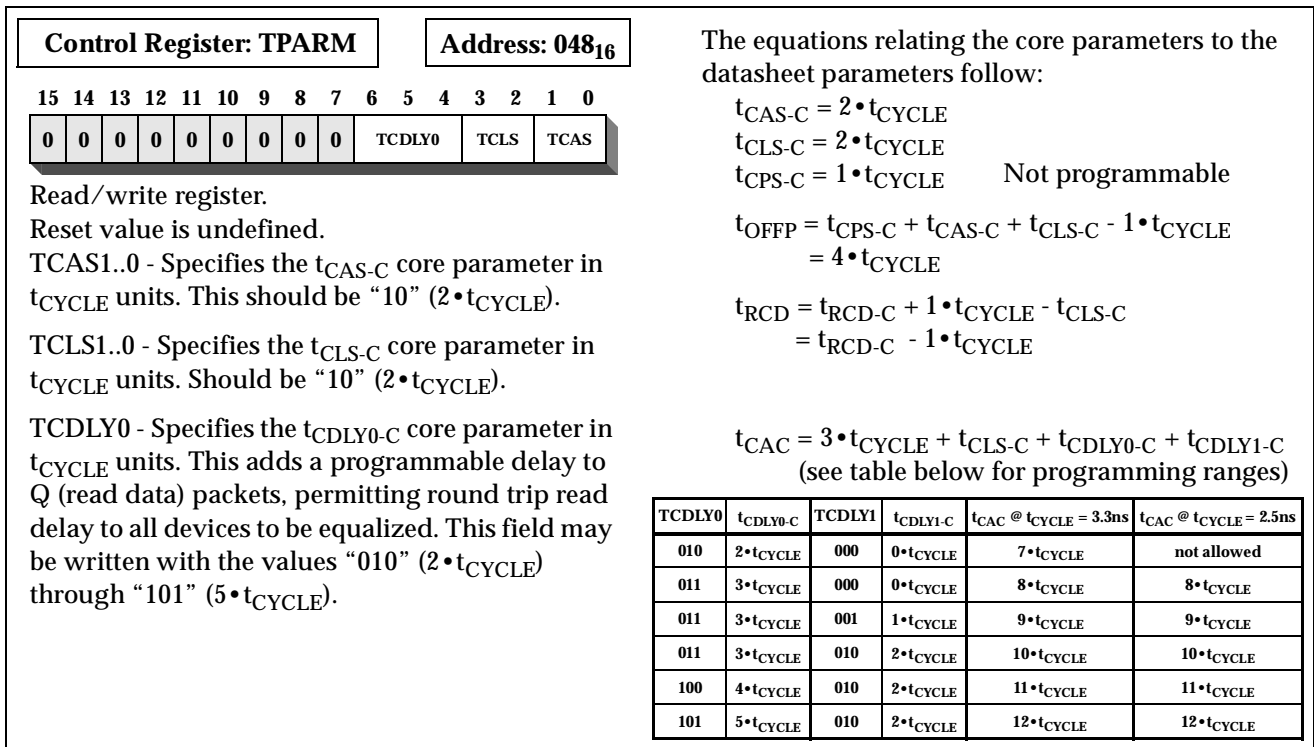 Control Register: TPARM
Address: 048₁₆
15 14 13 12 11 10 9 8 7 6 5 4 3 2 1 0
0 0 0 0 0 0 0 0 0 TCDLY0 TCLS TCAS
Read/write register.
Reset value is undefined.
TCAS1..0 - Specifies the tCAS-C core parameter in
tCYCLE units. This should be “10” (2•tCYCLE).
TCLS1..0 - Specifies the tCLS-C core parameter in
tCYCLE units. Should be “10” (2•tCYCLE).
TCDLY0 - Specifies the tCDLY0-C core parameter in
tCYCLE units. This adds a programmable delay to
Q (read data) packets, permitting round trip read
delay to all devices to be equalized. This field may
be written with the values “010” (2•tCYCLE)
through “101” (5•tCYCLE).
The equations relating the core parameters to the
datasheet parameters follow:
tCAS-C = 2•tCYCLE
tCLS-C = 2•tCYCLE
tCPS-C = 1•tCYCLE Not programmable
tOFFP = tCPS-C + tCAS-C + tCLS-C - 1•tCYCLE
= 4•tCYCLE
tRCD = tRCD-C + 1•tCYCLE - tCLS-C
= tRCD-C - 1•tCYCLE
tCAC = 3•tCYCLE + tCLS-C + tCDLY0-C + tCDLY1-C
(see table below for programming ranges)
TCDLY0 tCDLY0-C TCDLY1 tCDLY1-C tCAC @ tCYCLE = 3.3ns tCAC @ tCYCLE = 2.5ns
010 2•tCYCLE 000 0•tCYCLE 7•tCYCLE not allowed
011 3•tCYCLE 000 0•tCYCLE 8•tCYCLE 8•tCYCLE
011 3•tCYCLE 001 1•tCYCLE 9•tCYCLE 9•tCYCLE
011 3•tCYCLE 010 2•tCYCLE 10•tCYCLE 10•tCYCLE
100 4•tCYCLE 010 2•tCYCLE 11•tCYCLE 11•tCYCLE
101 5•tCYCLE 010 2•tCYCLE 12•tCYCLE 12•tCYCLE